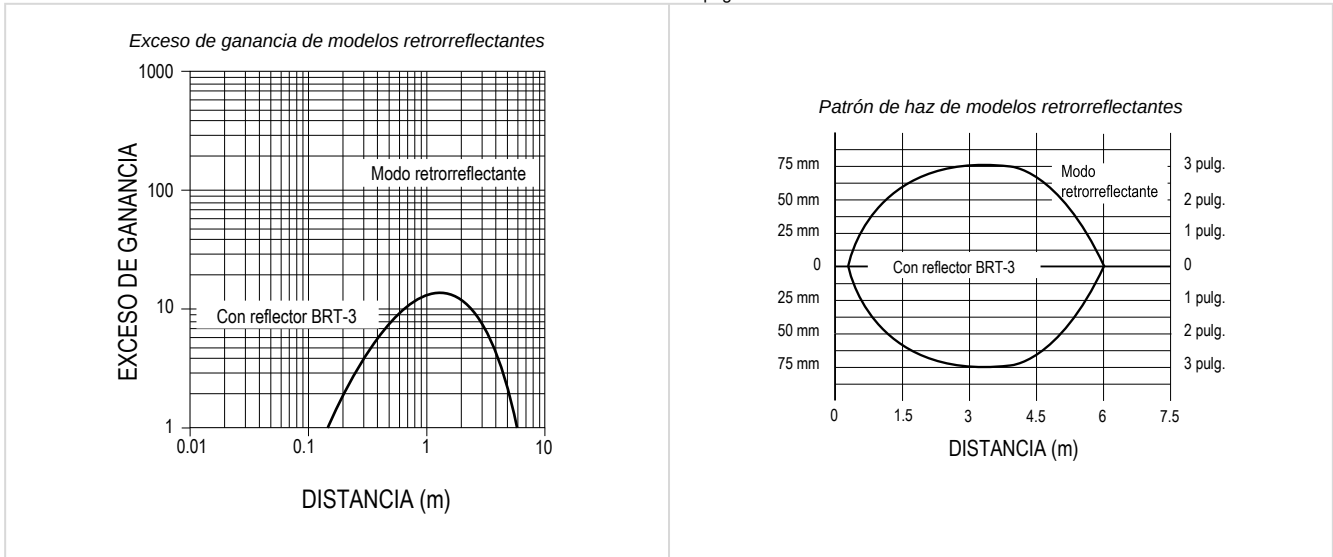 Exceso de ganancia de modelos retrorreflectantes
1000
100
10
1
EXCESO DE GANANCIA
Modo retrorreflectante
Con reflector BRT-3
0.01
0.1
1
10
DISTANCIA (m)
Patrón de haz de modelos retrorreflectantes
75 mm
50 mm
25 mm
0
25 mm
50 mm
75 mm
Modo
retrorreflectante
Con reflector BRT-3
3 pulg.
2 pulg.
1 pulg.
0
1 pulg.
2 pulg.
3 pulg.
0
1.5
3
4.5
6
7.5
DISTANCIA (m)